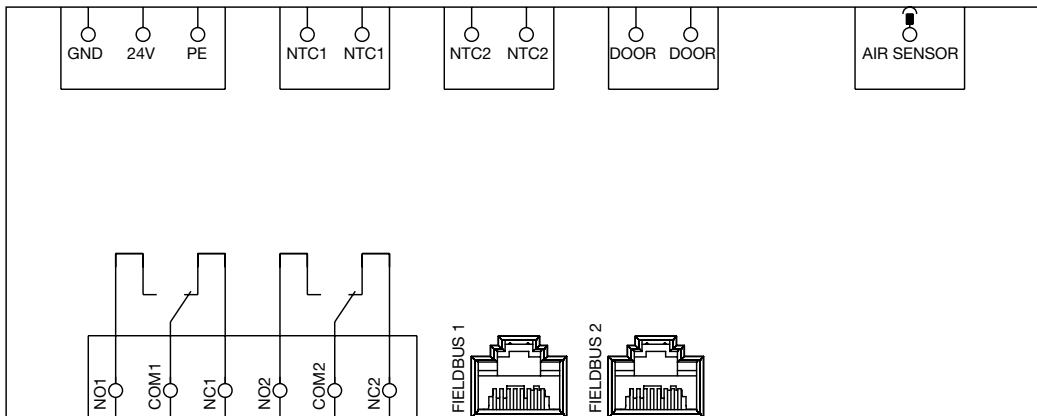 GND 24V PE NTC1 NTC1 NTC2 NTC2 DOOR DOOR AIR SENSOR
NO1
COM1
NC1
NO2
COM2
NC2
FIELDBUS 1
FIELDBUS 2